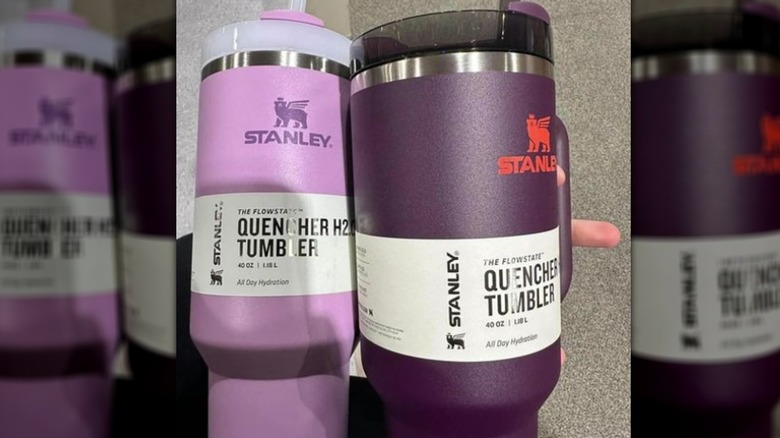 STANLEY
THE FLOWSTATE™
QUENCHER H2.0
TUMBLER
40 OZ | 1.18 L
All Day Hydration
STANLEY
STANLEY
THE FLOWSTATE™
QUENCHER
TUMBLER
40 OZ | 1.18 L
All Day Hydration
STANLEY